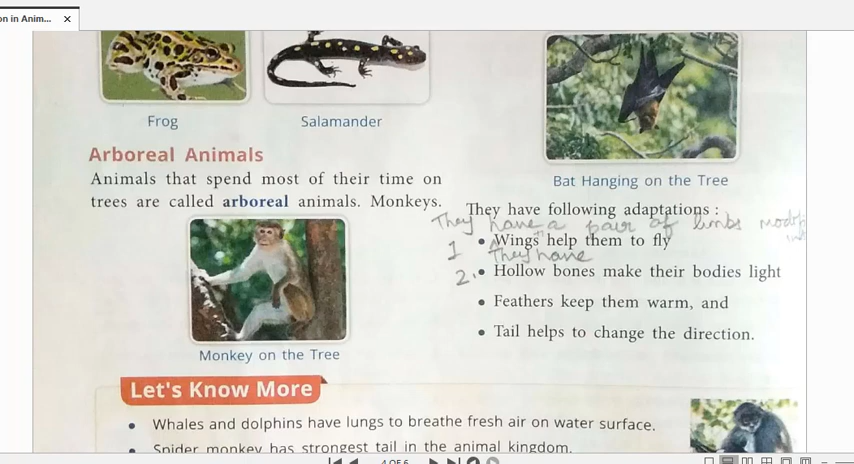 on in Anim...
Frog
Salamander
Arboreal Animals
Animals that spend most of their time on
trees are called arboreal animals. Monkeys.
Monkey on the Tree
Bat Hanging on the Tree
They have following adaptations :
They have a pair of limbs
1 • Wings help them to fly
They have
2. • Hollow bones make their bodies light
• Feathers keep them warm, and
• Tail helps to change the direction.
Let's Know More
• Whales and dolphins have lungs to breathe fresh air on water surface.
• Spider monkey has strongest tail in the animal kingdom.
4 OF 6